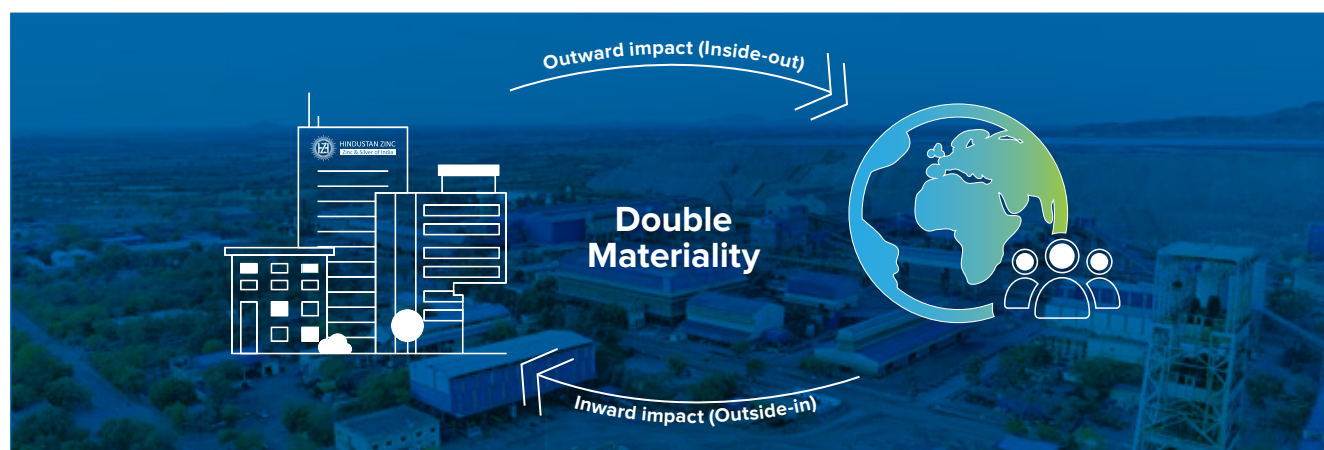 Outward impact (Inside-out)
HINDUSTAN ZINC
Zinc & Silver of India
Double
Materiality
Inward impact (Outside-in)